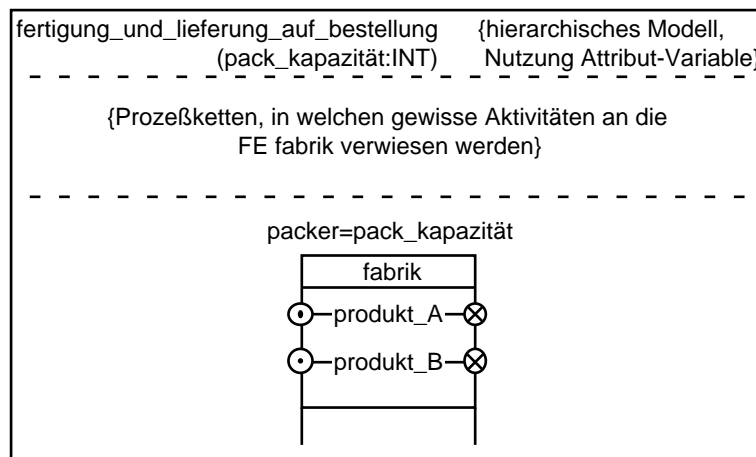 fertigung_und_lieferung_auf_bestellung {hierarchisches Modell,
(pack_kapazität:INT) Nutzung Attribut-Variable}
{Prozeßketten, in welchen gewisse Aktivitäten an die
FE fabrik verwiesen werden}
packer=pack_kapazität
fabrik
produkt_A
produkt_B